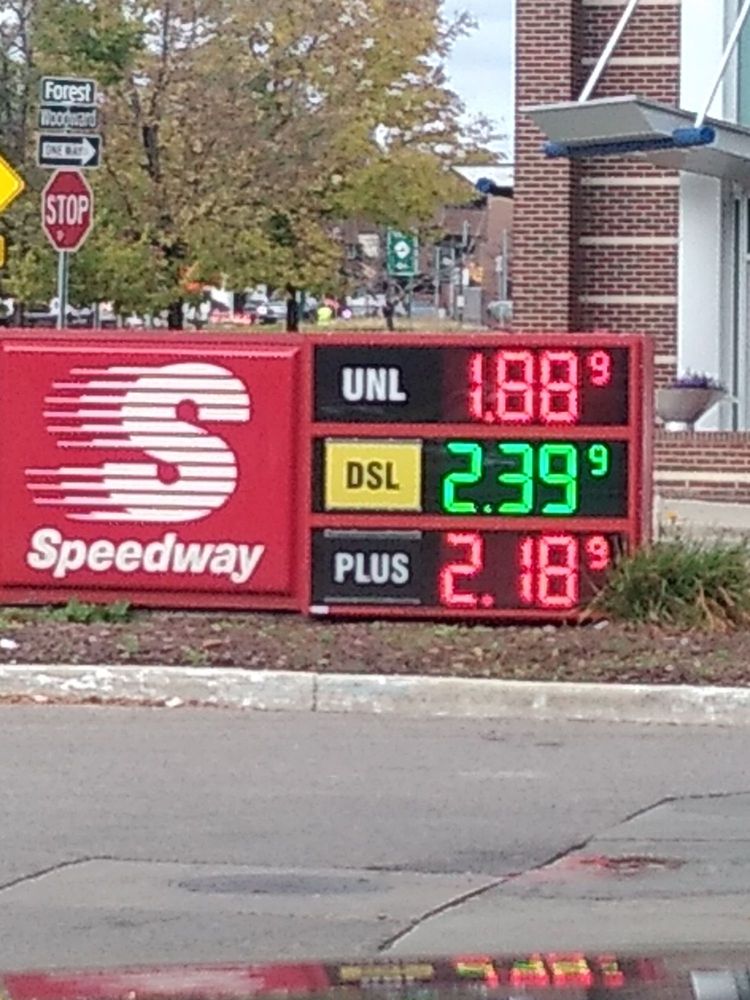 Forest
Woodward
ONE WAY
STOP
Speedway
UNL 1.88 9
DSL 2.39 9
PLUS 2.18 9